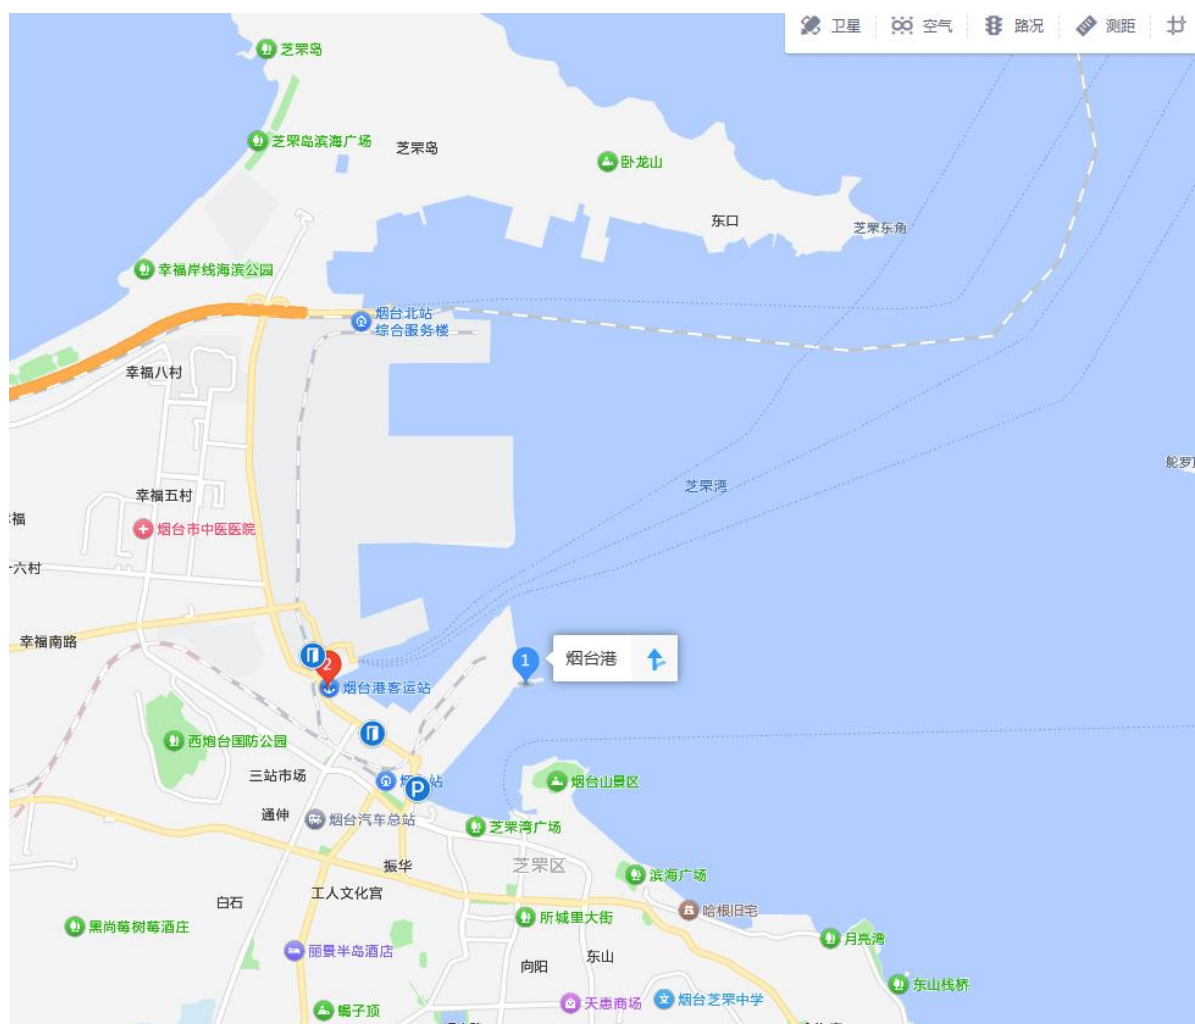 卫星 空气 路况 测距
芝罘岛
芝罘岛滨海广场
芝罘岛
卧龙山
东口
芝罘东角
幸福岸线海滨公园
烟台北站
综合服务楼
幸福八村
芝罘湾
幸福五村
福
烟台市中医医院
十六村
幸福南路
1
烟台港
2
烟台港客运站
西炮台国防公园
三站市场
P
烟台山景区
通伸
烟台汽车总站
芝罘湾广场
振华
芝罘区
工人文化宫
滨海广场
白石
哈根旧宅
黑尚莓树莓酒庄
所城里大街
月亮湾
丽景半岛酒店
向阳
东山
东山栈桥
天惠商场
烟台芝罘中学
蝎子顶